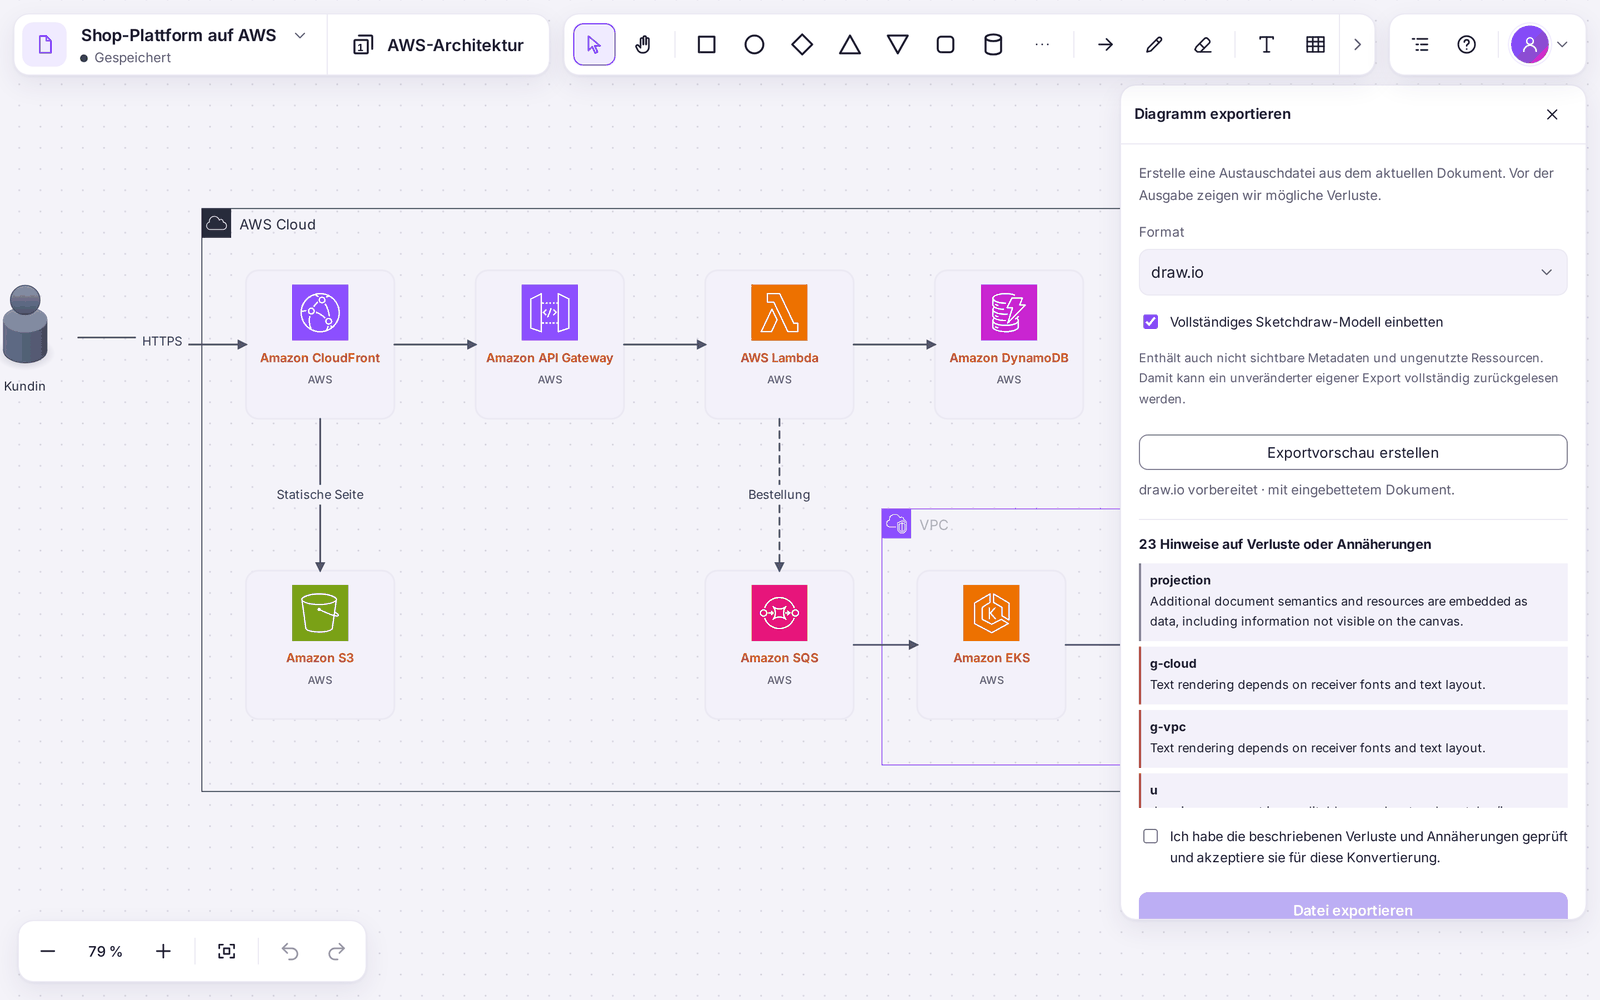 Shop-Plattform auf AWS
Gespeichert
AWS-Architektur
Diagramm exportieren
Erstelle eine Austauschdatei aus dem aktuellen Dokument. Vor der
Ausgabe zeigen wir mögliche Verluste.
Format
draw.io
Vollständiges Sketchdraw-Modell einbetten
Enthält auch nicht sichtbare Metadaten und ungenutzte Ressourcen.
Damit kann ein unveränderter eigener Export vollständig zurückgelesen
werden.
Exportvorschau erstellen
draw.io vorbereitet · mit eingebettetem Dokument.
23 Hinweise auf Verluste oder Annäherungen
projection
Additional document semantics and resources are embedded as
data, including information not visible on the canvas.
g-cloud
Text rendering depends on receiver fonts and text layout.
g-vpc
Text rendering depends on receiver fonts and text layout.
u
Ich habe die beschriebenen Verluste und Annäherungen geprüft
und akzeptiere sie für diese Konvertierung.
Datei exportieren
AWS Cloud
Kundin
HTTPS
Amazon CloudFront
AWS
Amazon API Gateway
AWS
AWS Lambda
AWS
Amazon DynamoDB
AWS
Statische Seite
Bestellung
VPC
Amazon S3
AWS
Amazon SQS
AWS
Amazon EKS
AWS
79 %